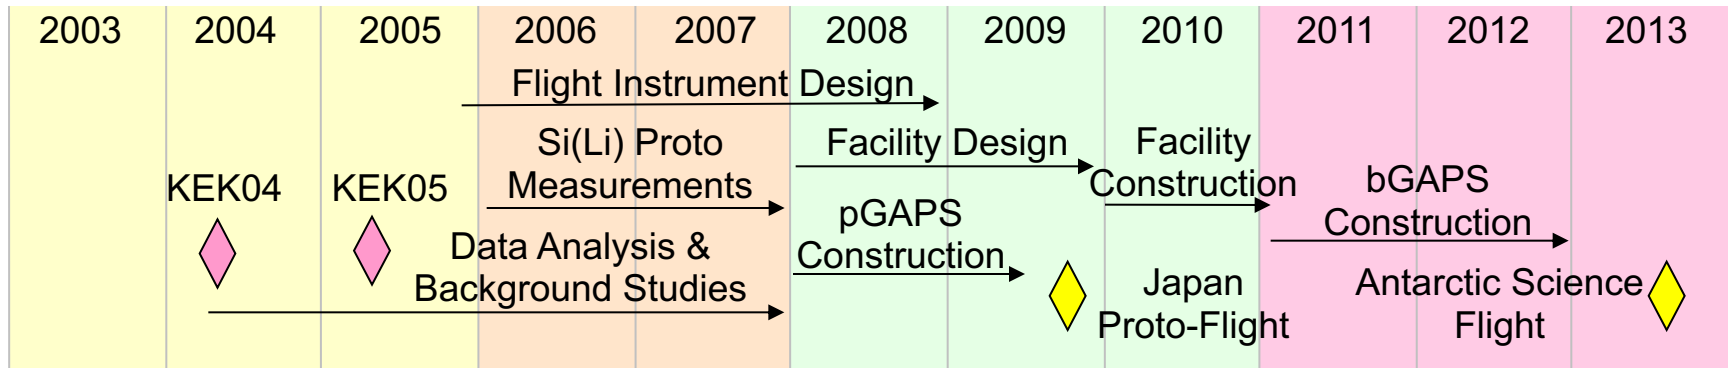 2003 2004 2005 2006 2007 2008 2009 2010 2011 2012 2013
Flight Instrument Design
Si(Li) Proto
Measurements
Facility Design
Facility
Construction
KEK04
KEK05
bGAPS
Construction
pGAPS
Construction
Data Analysis &
Background Studies
Japan
Proto-Flight
Antarctic Science
Flight